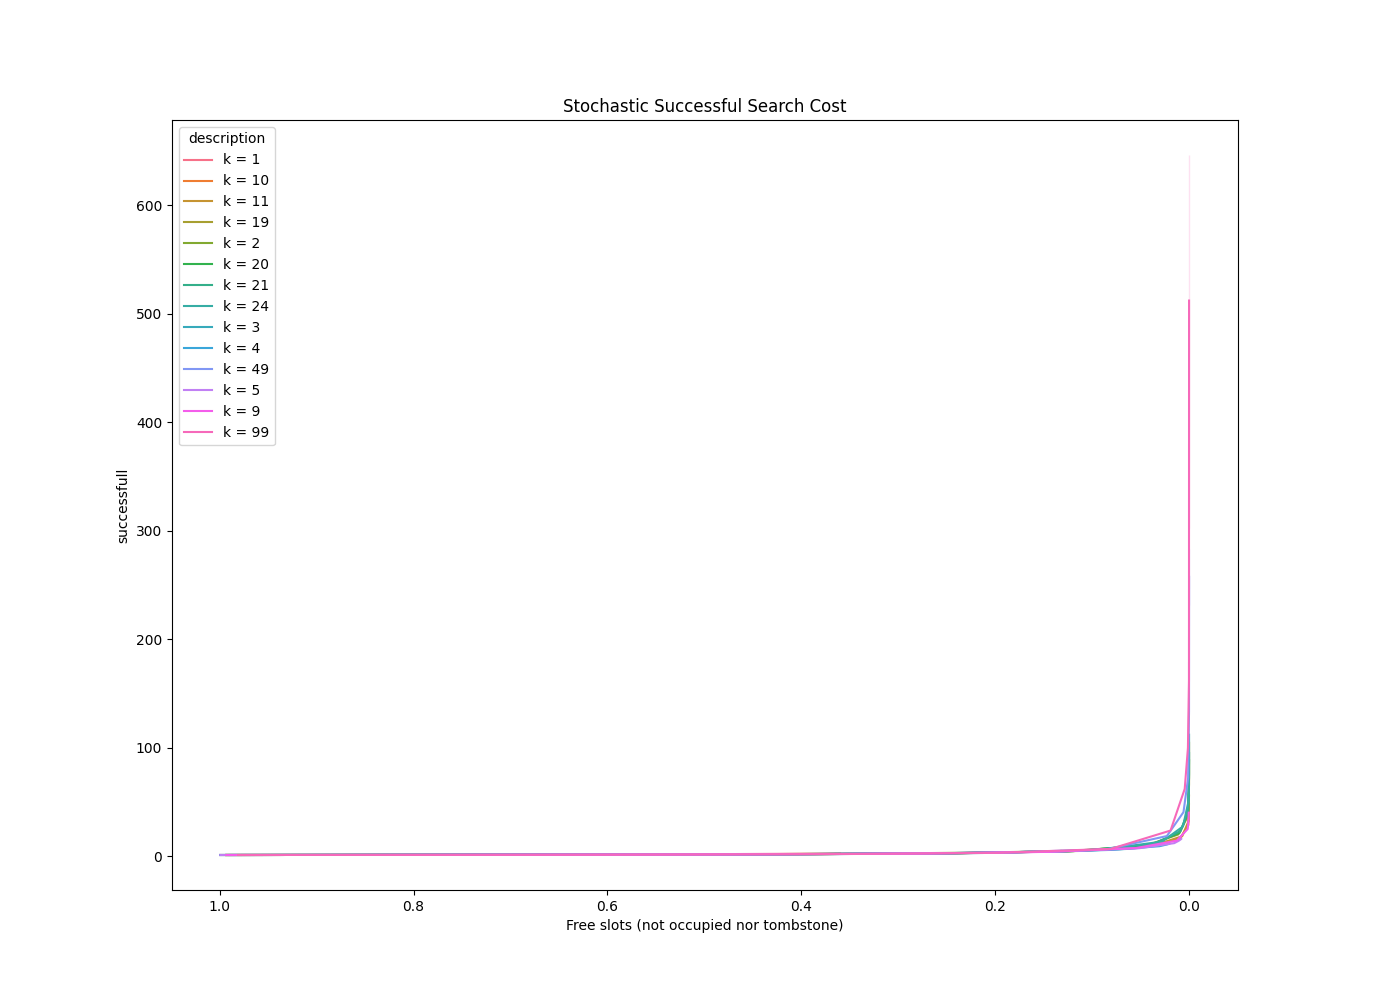 Stochastic Successful Search Cost
description
k = 1
k = 10
k = 11
k = 19
k = 2
k = 20
k = 21
k = 24
k = 3
k = 4
k = 49
k = 5
k = 9
k = 99
successfull
600
500
400
300
200
100
0
1.0 0.8 0.6 0.4 0.2 0.0
Free slots (not occupied nor tombstone)